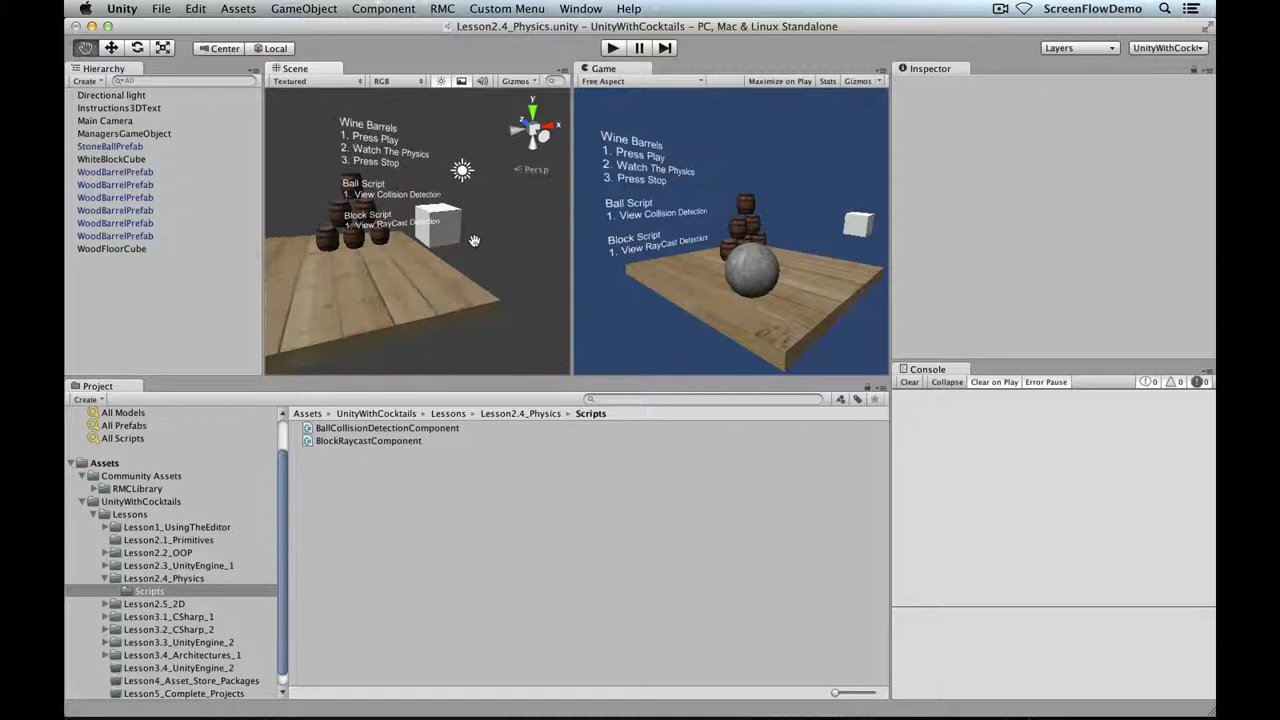 Unity File Edit Assets GameObject Component RMC Custom Menu Window Help ScreenFlowDemo
Lesson2.4_Physics.unity - UnityWithCocktails - PC, Mac & Linux Standalone
Center Local Layers UnityWithCockt
Hierarchy
Create All
Directional light
Instructions3DText
Main Camera
ManagersGameObject
StoneBallPrefab
WhiteBlockCube
WoodBarrelPrefab
WoodBarrelPrefab
WoodBarrelPrefab
WoodBarrelPrefab
WoodBarrelPrefab
WoodBarrelPrefab
WoodFloorCube
Scene
Textured RGB Gizmos
Wine Barrels
1. Press Play
2. Watch The Physics
3. Press Stop
Ball Script
1. View Collision Detection
Block Script
1. View RayCast Detection
y
z
x
Persp
Game
Free Aspect Maximize on Play Stats Gizmos
Wine Barrels
1. Press Play
2. Watch The Physics
3. Press Stop
Ball Script
1. View Collision Detection
Block Script
1. View RayCast Detection
Inspector
Console
Clear Collapse Clear on Play Error Pause 0 0 0
Project
Create
All Models
All Prefabs
All Scripts
Assets
Community Assets
RMCLibrary
UnityWithCocktails
Lessons
Lesson1_UsingTheEditor
Lesson2.1_Primitives
Lesson2.2_OOP
Lesson2.3_UnityEngine_1
Lesson2.4_Physics
Scripts
Lesson2.5_2D
Lesson3.1_CSharp_1
Lesson3.2_CSharp_2
Lesson3.3_UnityEngine_2
Lesson3.4_Architectures_1
Lesson3.4_UnityEngine_2
Lesson4_Asset_Store_Packages
Lesson5_Complete_Projects
Assets UnityWithCocktails Lessons Lesson2.4_Physics Scripts
BallCollisionDetectionComponent
BlockRaycastComponent